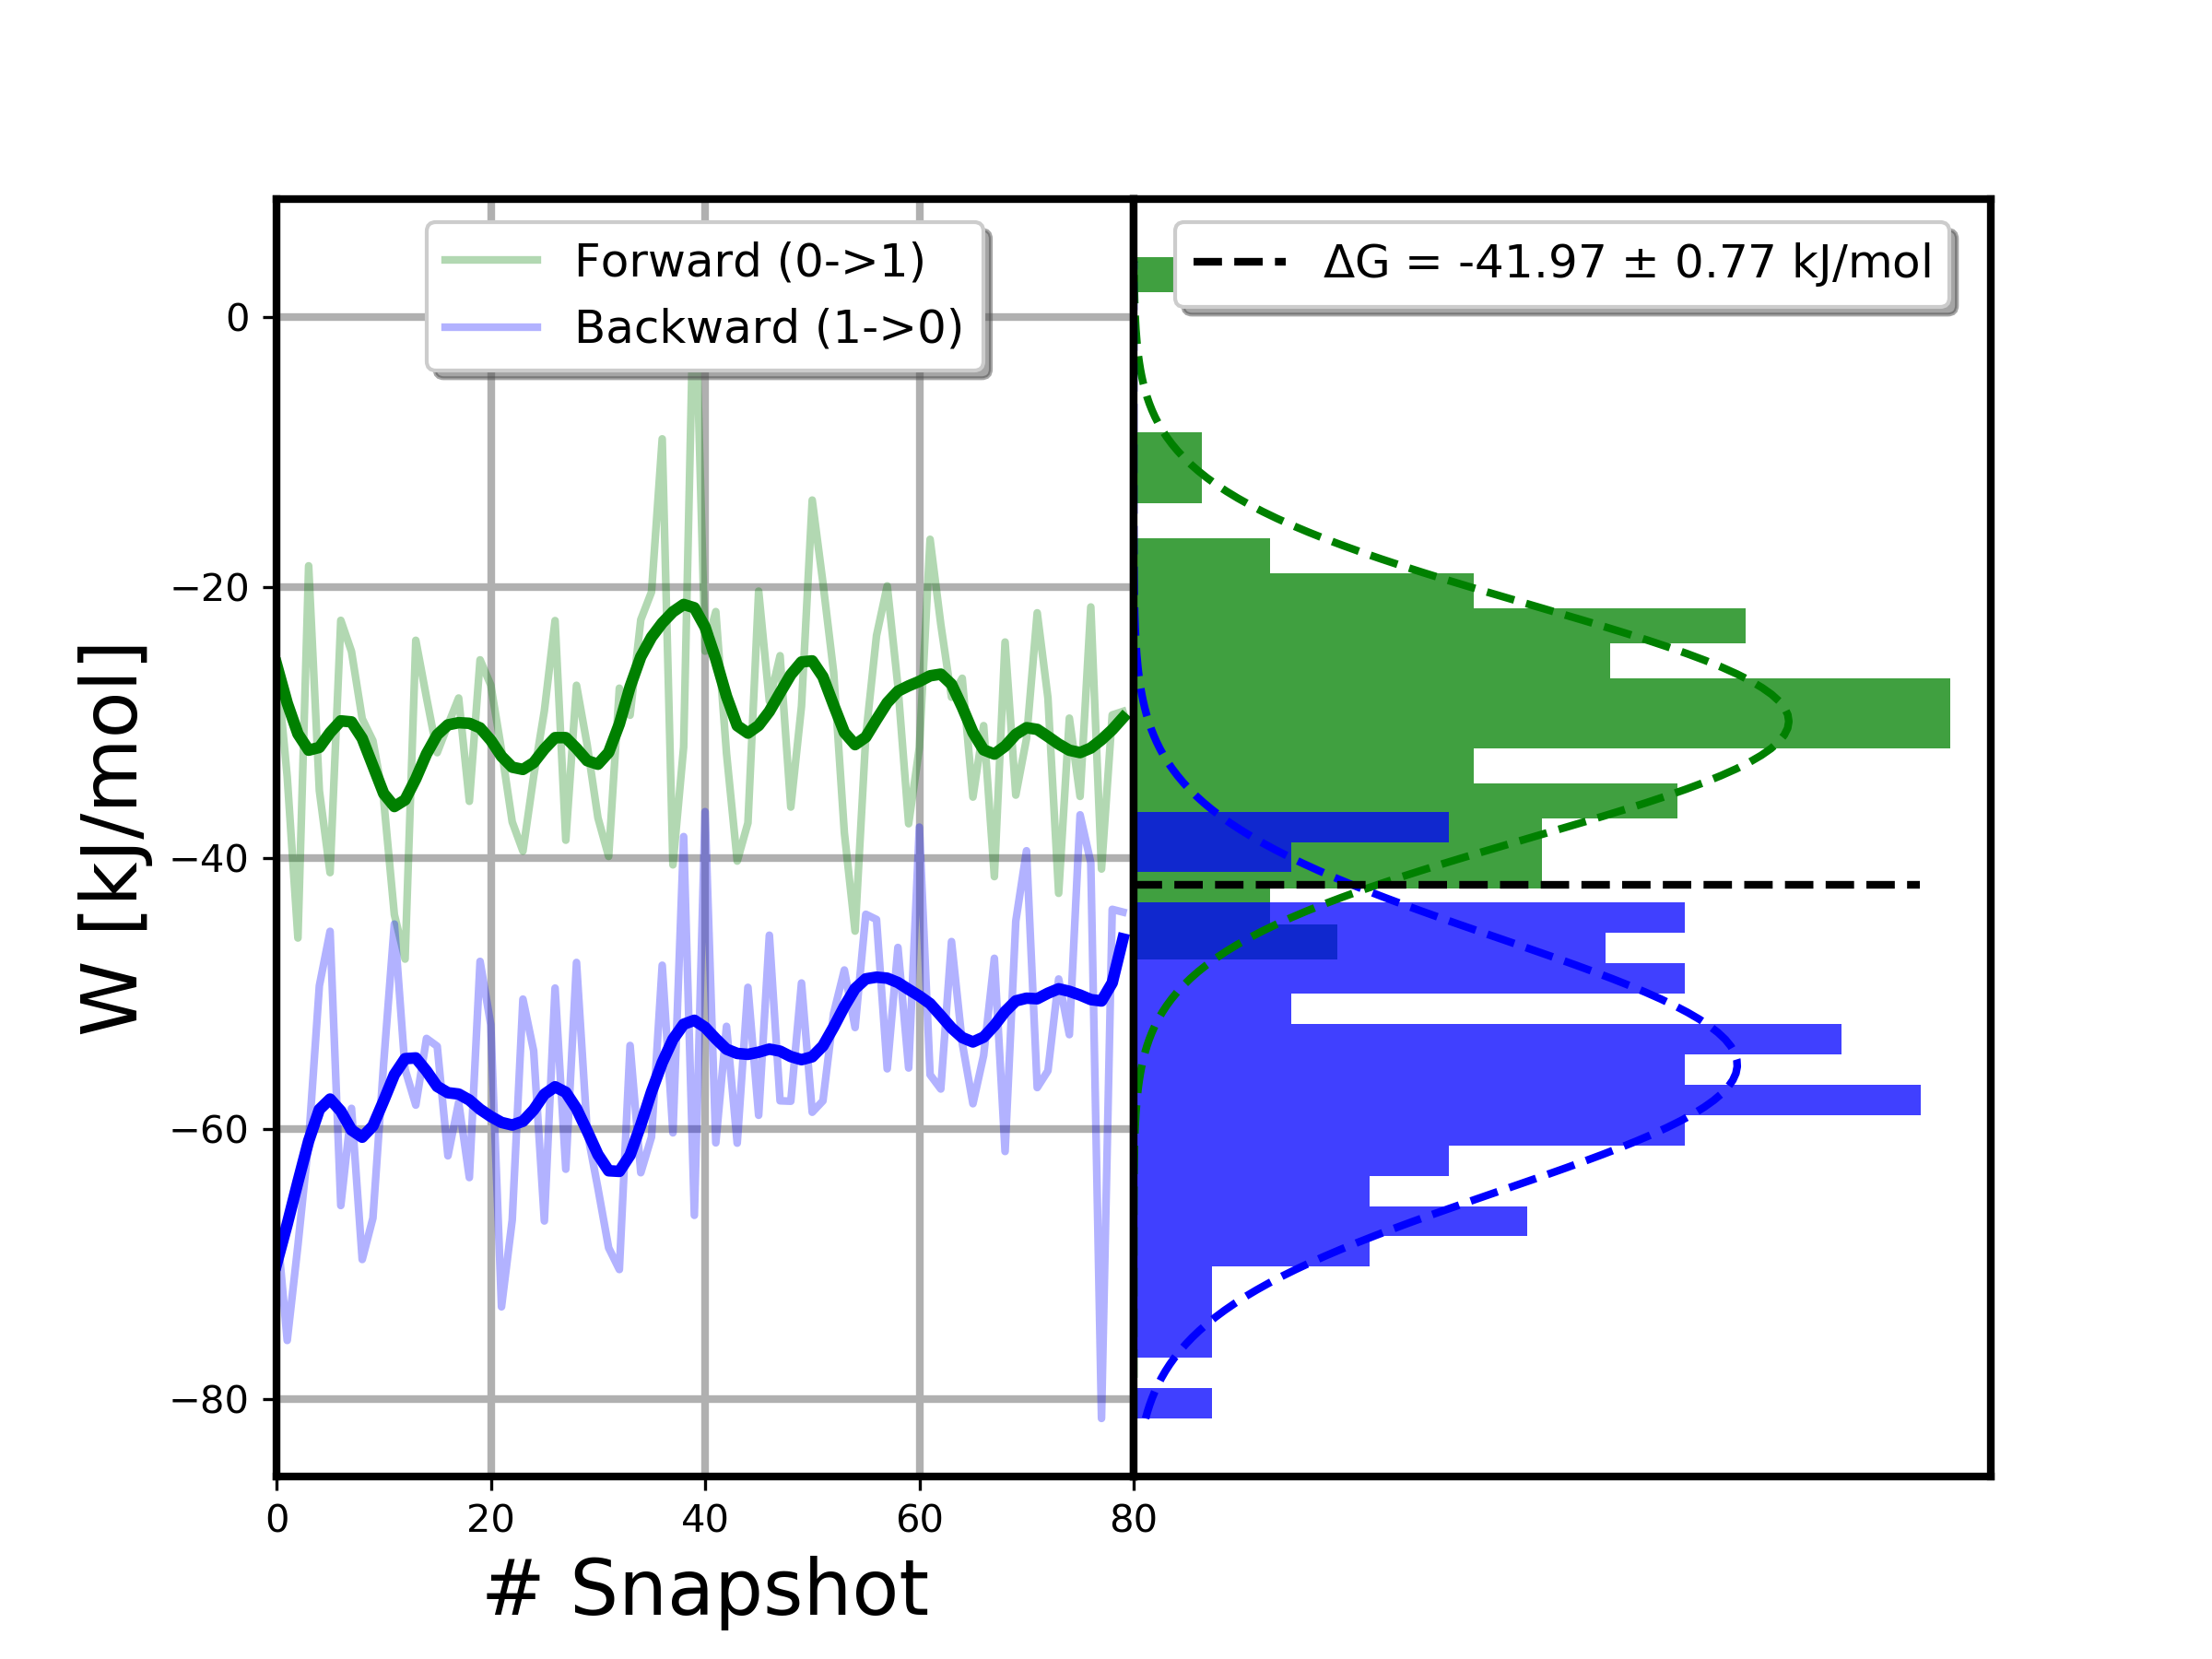 Forward (0->1)
Backward (1->0)
ΔG = -41.97 ± 0.77 kJ/mol
W [kJ/mol]
0
−20
−40
−60
−80
0 20 40 60 80
# Snapshot